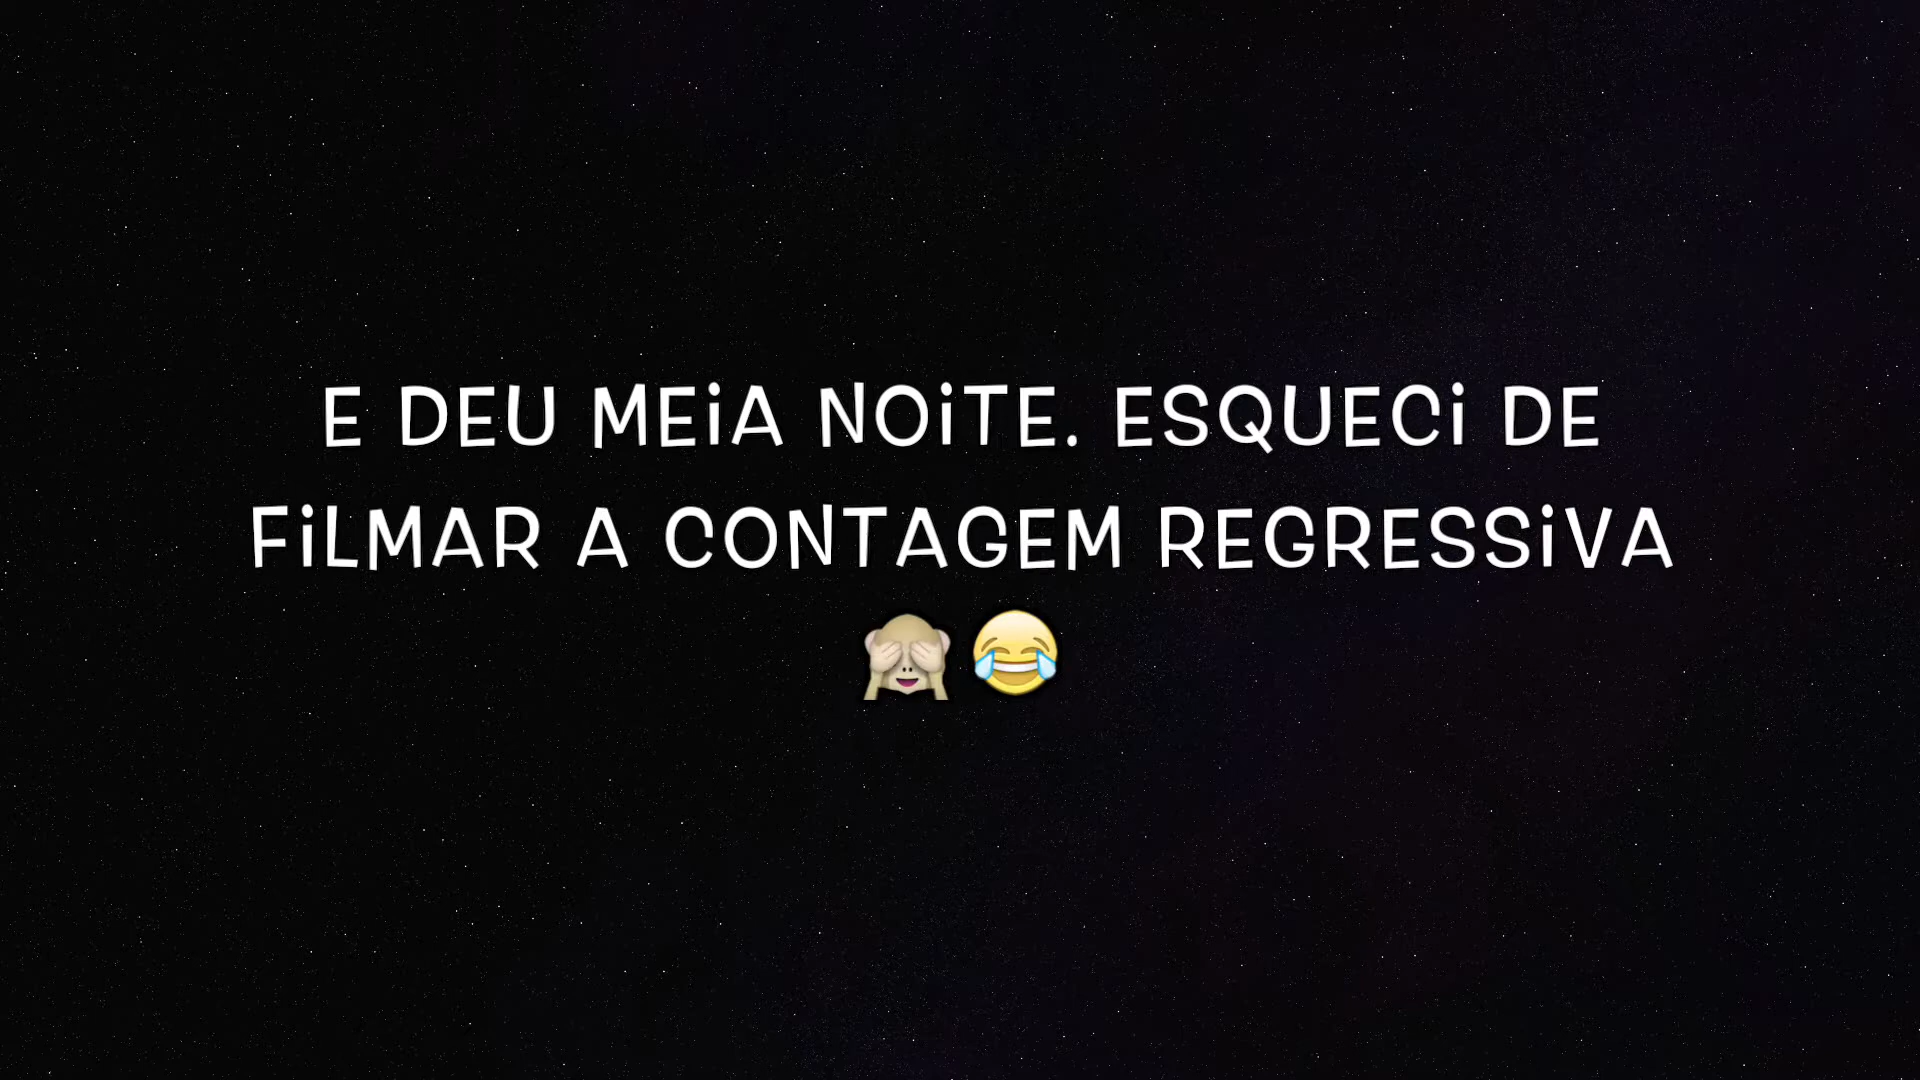 E DEU MEiA NOiTE. ESQUECi DE
FiLMAR A CONTAGEM REGRESSiVA
🙈 😂